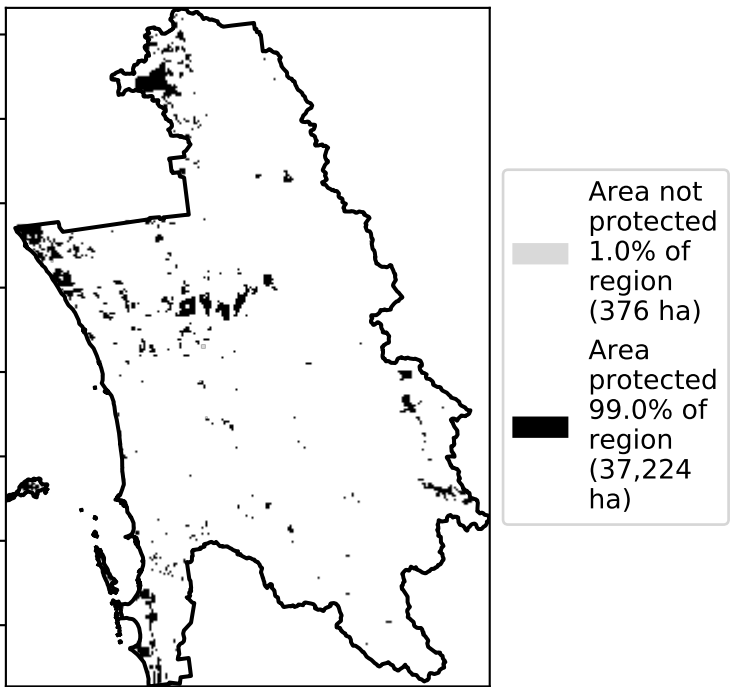 Area not
protected
1.0% of
region
(376 ha)
Area
protected
99.0% of
region
(37,224
ha)